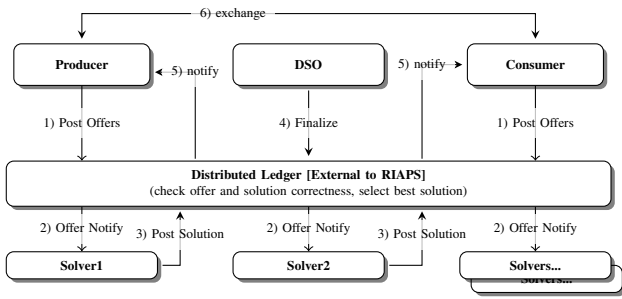 6) exchange
Producer
DSO
Consumer
5) notify
5) notify
1) Post Offers
4) Finalize
1) Post Offers
Distributed Ledger [External to RIAPS]
(check offer and solution correctness, select best solution)
2) Offer Notify
3) Post Solution
2) Offer Notify
3) Post Solution
2) Offer Notify
Solver1
Solver2
Solvers...
Solvers...